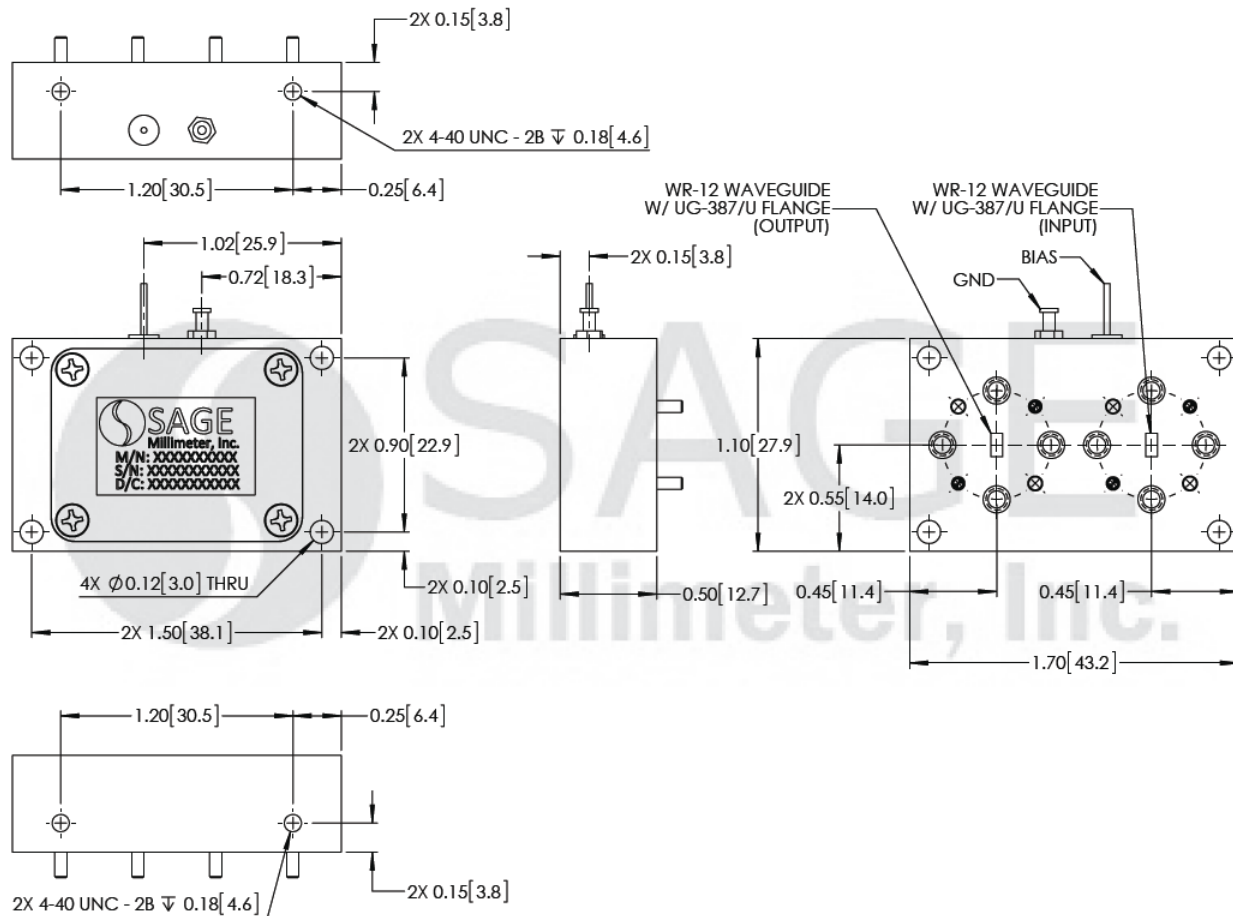 2X 0.15[3.8]
2X 4-40 UNC - 2B ↧ 0.18[4.6]
1.20[30.5]
0.25[6.4]
WR-12 WAVEGUIDE
W/ UG-387/U FLANGE
(OUTPUT)
WR-12 WAVEGUIDE
W/ UG-387/U FLANGE
(INPUT)
1.02[25.9]
0.72[18.3]
2X 0.15[3.8]
GND
BIAS
SAGE
Millimeter, Inc.
M/N: XXXXXXXXXX
S/N: XXXXXXXXXXX
D/C: XXXXXXXXXXX
2X 0.90[22.9]
1.10[27.9]
2X 0.55[14.0]
4X Ø0.12[3.0] THRU
2X 0.10[2.5]
2X 1.50[38.1]
2X 0.10[2.5]
0.50[12.7]
0.45[11.4]
0.45[11.4]
1.70[43.2]
SAGE
Millimeter, Inc.
1.20[30.5]
0.25[6.4]
2X 4-40 UNC - 2B ↧ 0.18[4.6]
2X 0.15[3.8]